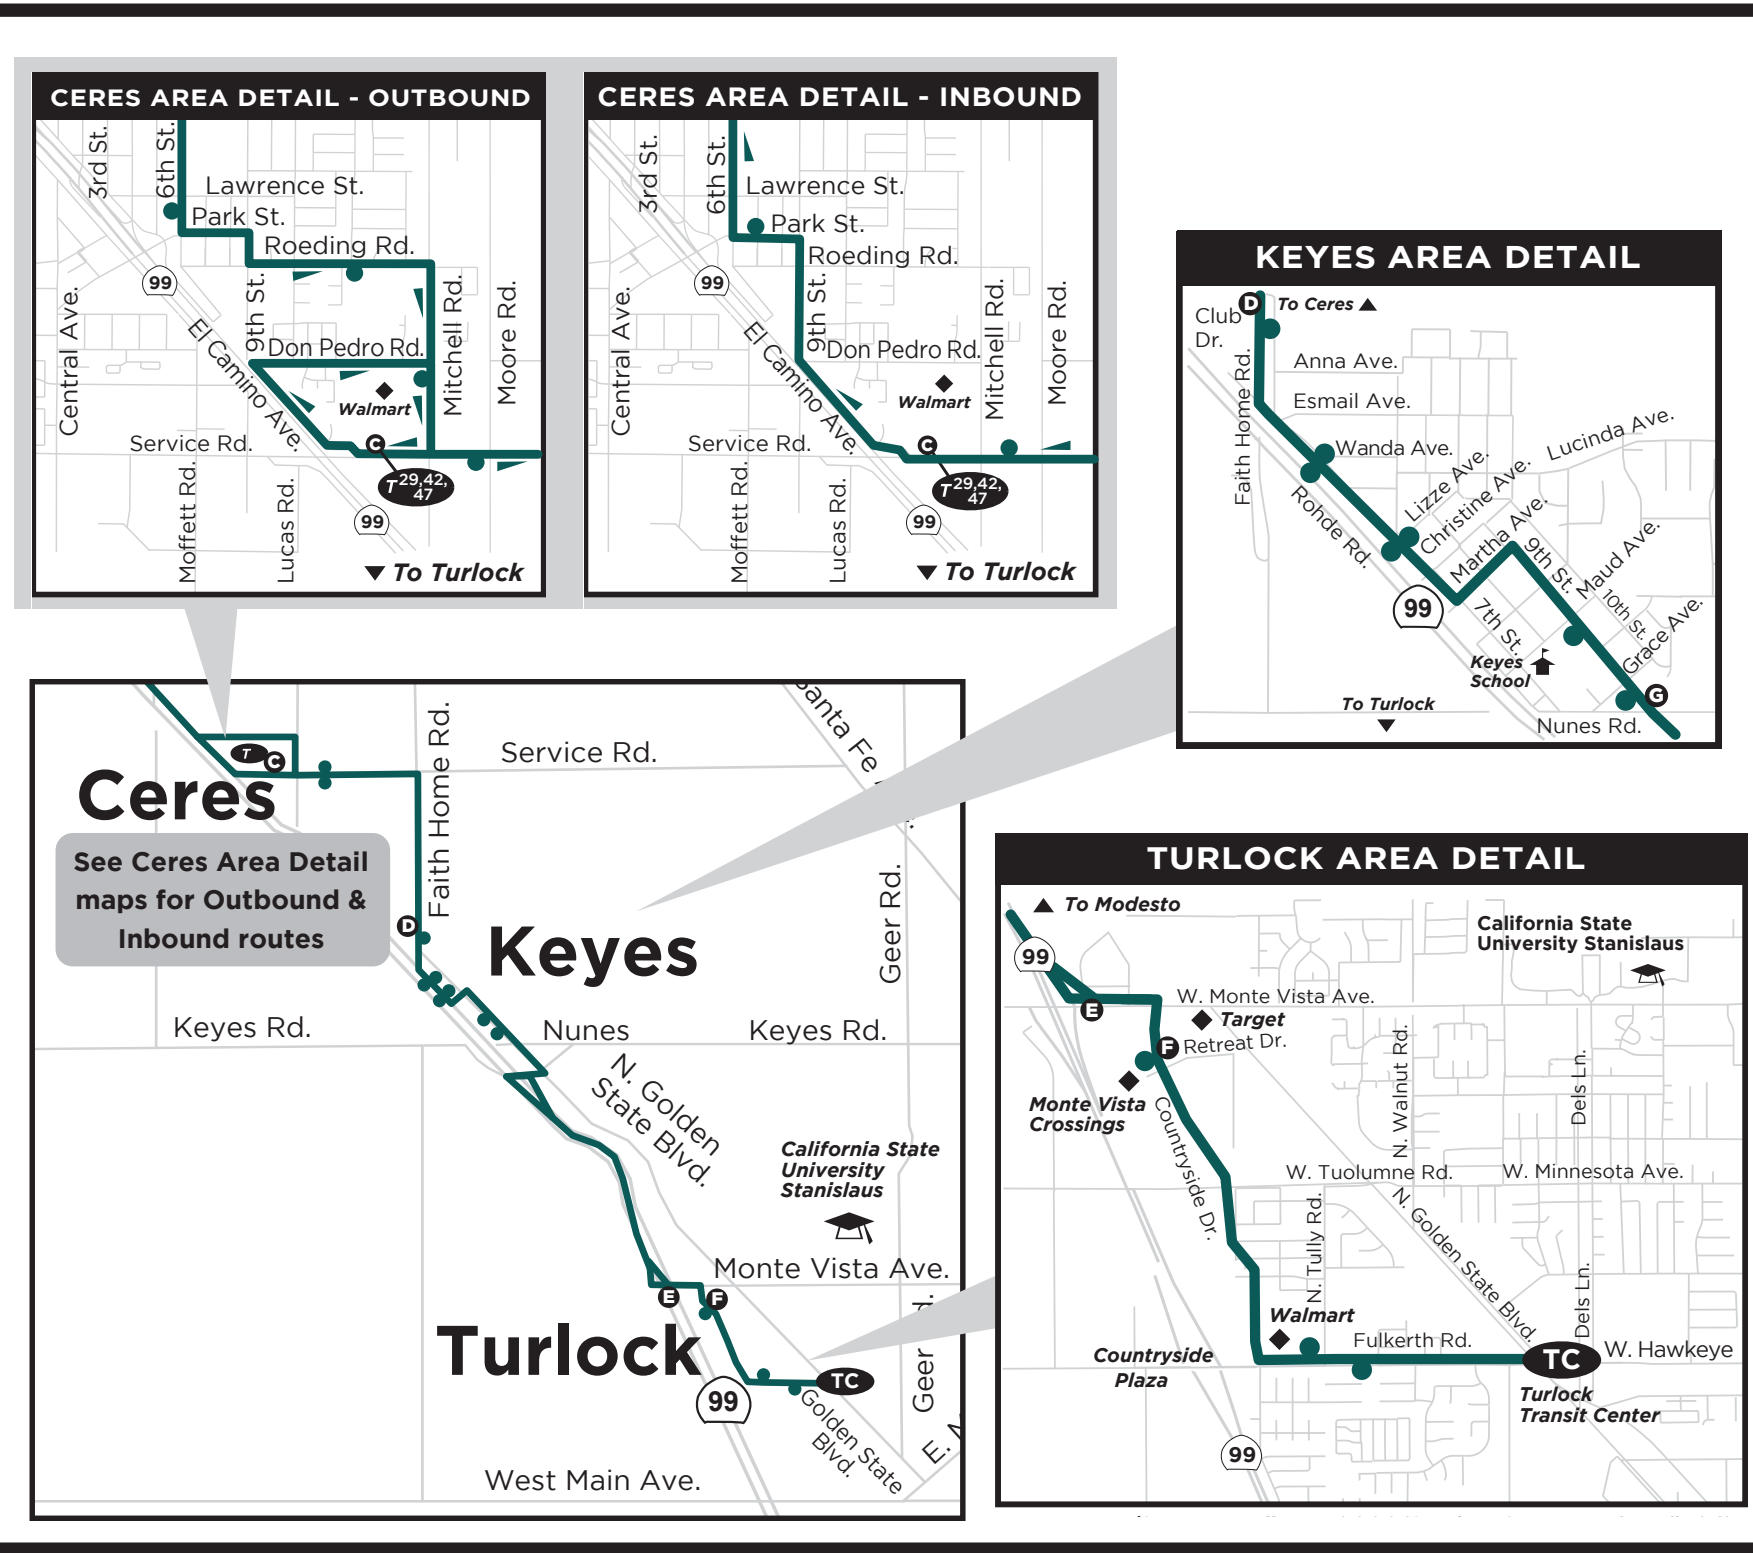 CERES AREA DETAIL - OUTBOUND
3rd St.
6th St.
Lawrence St.
Park St.
Roeding Rd.
99
9th St.
Central Ave.
El Camino Ave.
Don Pedro Rd.
Mitchell Rd.
Moore Rd.
Walmart
Service Rd.
C
T 29,42,
47
Moffett Rd.
Lucas Rd.
99
To Turlock
CERES AREA DETAIL - INBOUND
3rd St.
6th St.
Lawrence St.
Park St.
Roeding Rd.
99
9th St.
Central Ave.
El Camino Ave.
Don Pedro Rd.
Mitchell Rd.
Moore Rd.
Walmart
Service Rd.
C
T 29,42,
47
Moffett Rd.
Lucas Rd.
99
To Turlock
KEYES AREA DETAIL
D
To Ceres
Club
Dr.
Anna Ave.
Esmail Ave.
Faith Home Rd.
Wanda Ave.
Lucinda Ave.
Lizze Ave.
Christine Ave.
Rohde Rd.
Martha Ave.
9th St.
Maud Ave.
10th St.
99
7th St.
Grace Ave.
Keyes
School
G
To Turlock
Nunes Rd.
T
C
Ceres
See Ceres Area Detail
maps for Outbound &
Inbound routes
Faith Home Rd.
Service Rd.
Santa Fe
D
Keyes
Geer Rd.
Keyes Rd.
Nunes
Keyes Rd.
N. Golden
State Blvd.
California State
University
Stanislaus
Monte Vista Ave.
E
F
Turlock
99
TC
Geer
Golden State
Blvd.
E.
West Main Ave.
TURLOCK AREA DETAIL
To Modesto
California State
University Stanislaus
99
W. Monte Vista Ave.
E
Target
F
Retreat Dr.
Monte Vista
Crossings
Countryside Dr.
N. Walnut Rd.
Dels Ln.
W. Tuolumne Rd.
W. Minnesota Ave.
N. Tully Rd.
N. Golden State Blvd.
Dels Ln.
Walmart
Fulkerth Rd.
TC
W. Hawkeye
Countryside
Plaza
Turlock
Transit Center
99